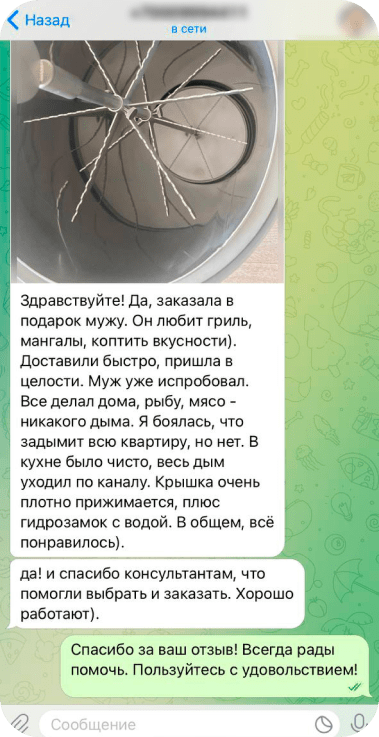 Назад
в сети
Здравствуйте! Да, заказала в
подарок мужу. Он любит гриль,
мангалы, коптить вкусности).
Доставили быстро, пришла в
целости. Муж уже испробовал.
Все делал дома, рыбу, мясо -
никакого дыма. Я боялась, что
задымит всю квартиру, но нет. В
кухне было чисто, весь дым
уходил по каналу. Крышка очень
плотно прижимается, плюс
гидрозамок с водой. В общем, всё
понравилось).
да! и спасибо консультантам, что
помогли выбрать и заказать. Хорошо
работают).
Спасибо за ваш отзыв! Всегда рады
помочь. Пользуйтесь с удовольствием!
Сообщение